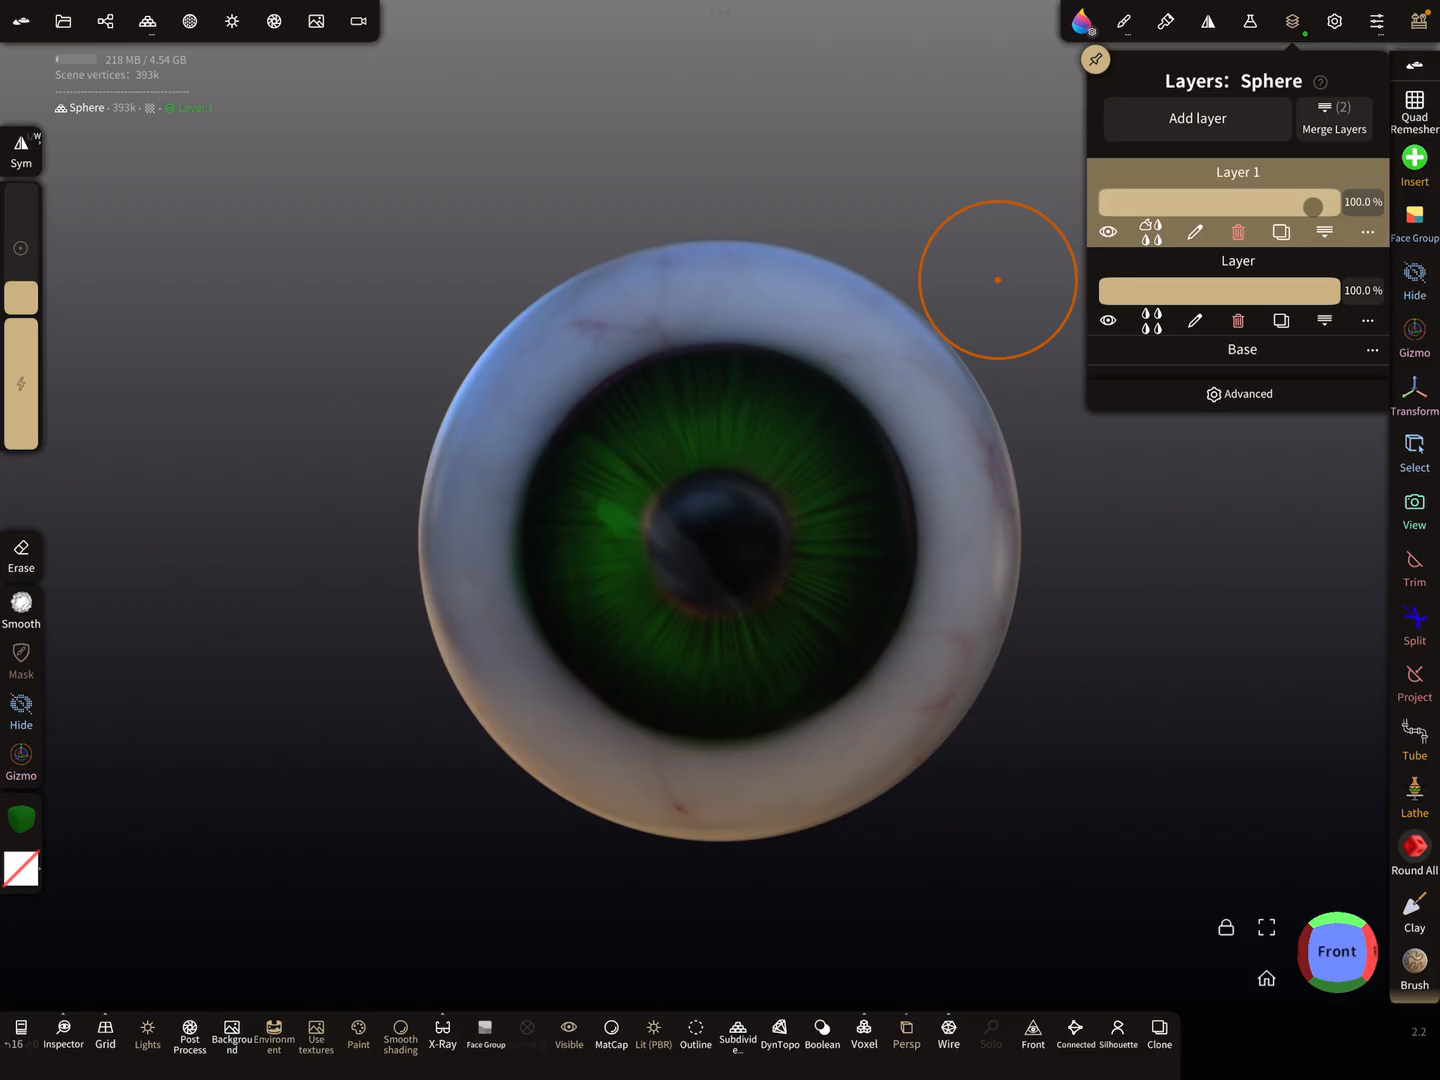 218 MB / 4.54 GB
Scene vertices: 393k
Sphere · 393k · Layer 1
L/W
Sym
Erase
Smooth
Mask
Hide
Gizmo
Layers: Sphere
Add layer
(2)
Merge Layers
Layer 1
100.0 %
Layer
100.0 %
Base
Advanced
Quad
Remesher
Insert
Face Group
Hide
Gizmo
Transform
Select
View
Trim
Split
Project
Tube
Lathe
Round All
Clay
Brush
Front
2.2
16
Inspector
Grid
Lights
Post
Process
Backgrou
nd
Environm
ent
Use
textures
Paint
Smooth
shading
X-Ray
Face Group
Visible
MatCap
Lit (PBR)
Outline
Subdivid
e...
DynTopo
Boolean
Voxel
Persp
Wire
Solo
Front
Connected
Silhouette
Clone